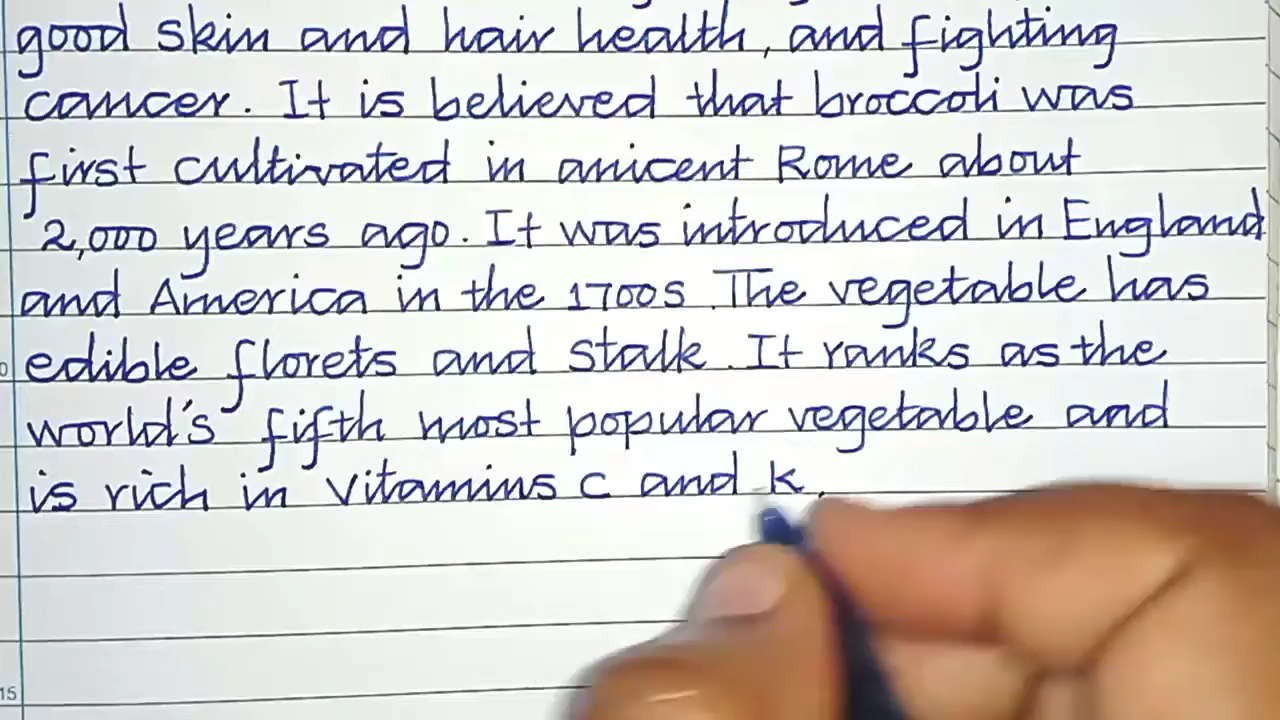 good skin and hair health, and fighting
cancer. It is believed that broccoli was
first cultivated in anicent Rome about
2,000 years ago. It was introduced in England
and America in the 1700s. The vegetable has
edible florets and stalk. It ranks as the
world's fifth most popular vegetable and
is rich in vitamins c and k.
15